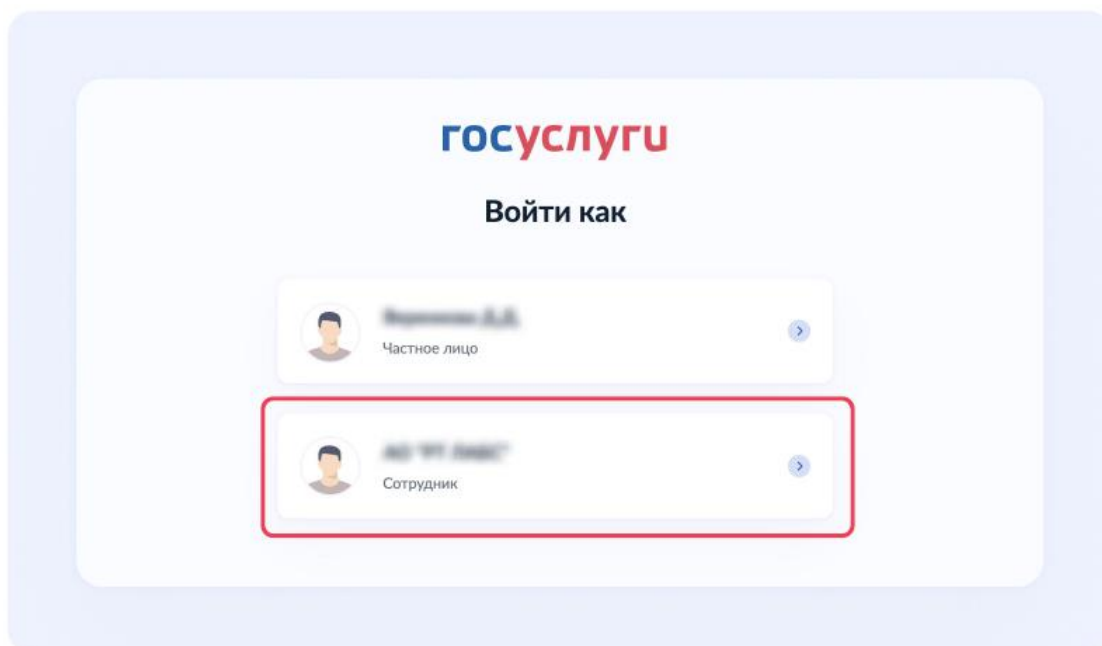 госуслуги
Войти как
Частное лицо
Сотрудник